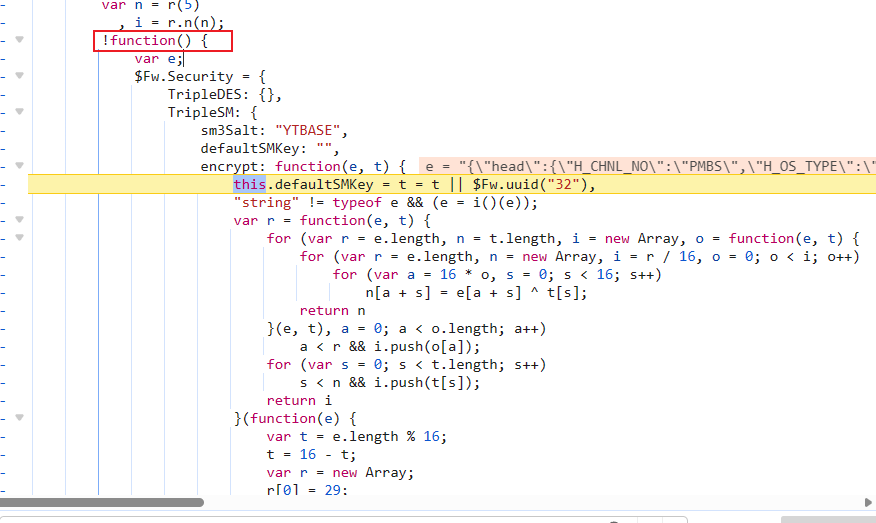 var n = r(5)
, i = r.n(n);
!function() {
var e;
$Fw.Security = {
TripleDES: {},
TripleSM: {
sm3Salt: "YTBASE",
defaultSMKey: "",
encrypt: function(e, t) { e = "{\"head\":{\"H_CHNL_NO\":\"PMBS\",\"H_OS_TYPE\":\"
this.defaultSMKey = t = t || $Fw.uuid("32"),
"string" != typeof e && (e = i()(e));
var r = function(e, t) {
for (var r = e.length, n = t.length, i = new Array, o = function(e, t) {
for (var r = e.length, n = new Array, i = r / 16, o = 0; o < i; o++)
for (var a = 16 * o, s = 0; s < 16; s++)
n[a + s] = e[a + s] ^ t[s];
return n
}(e, t), a = 0; a < o.length; a++)
a < r && i.push(o[a]);
for (var s = 0; s < t.length; s++)
s < n && i.push(t[s]);
return i
}(function(e) {
var t = e.length % 16;
t = 16 - t;
var r = new Array;
r[0] = 29;